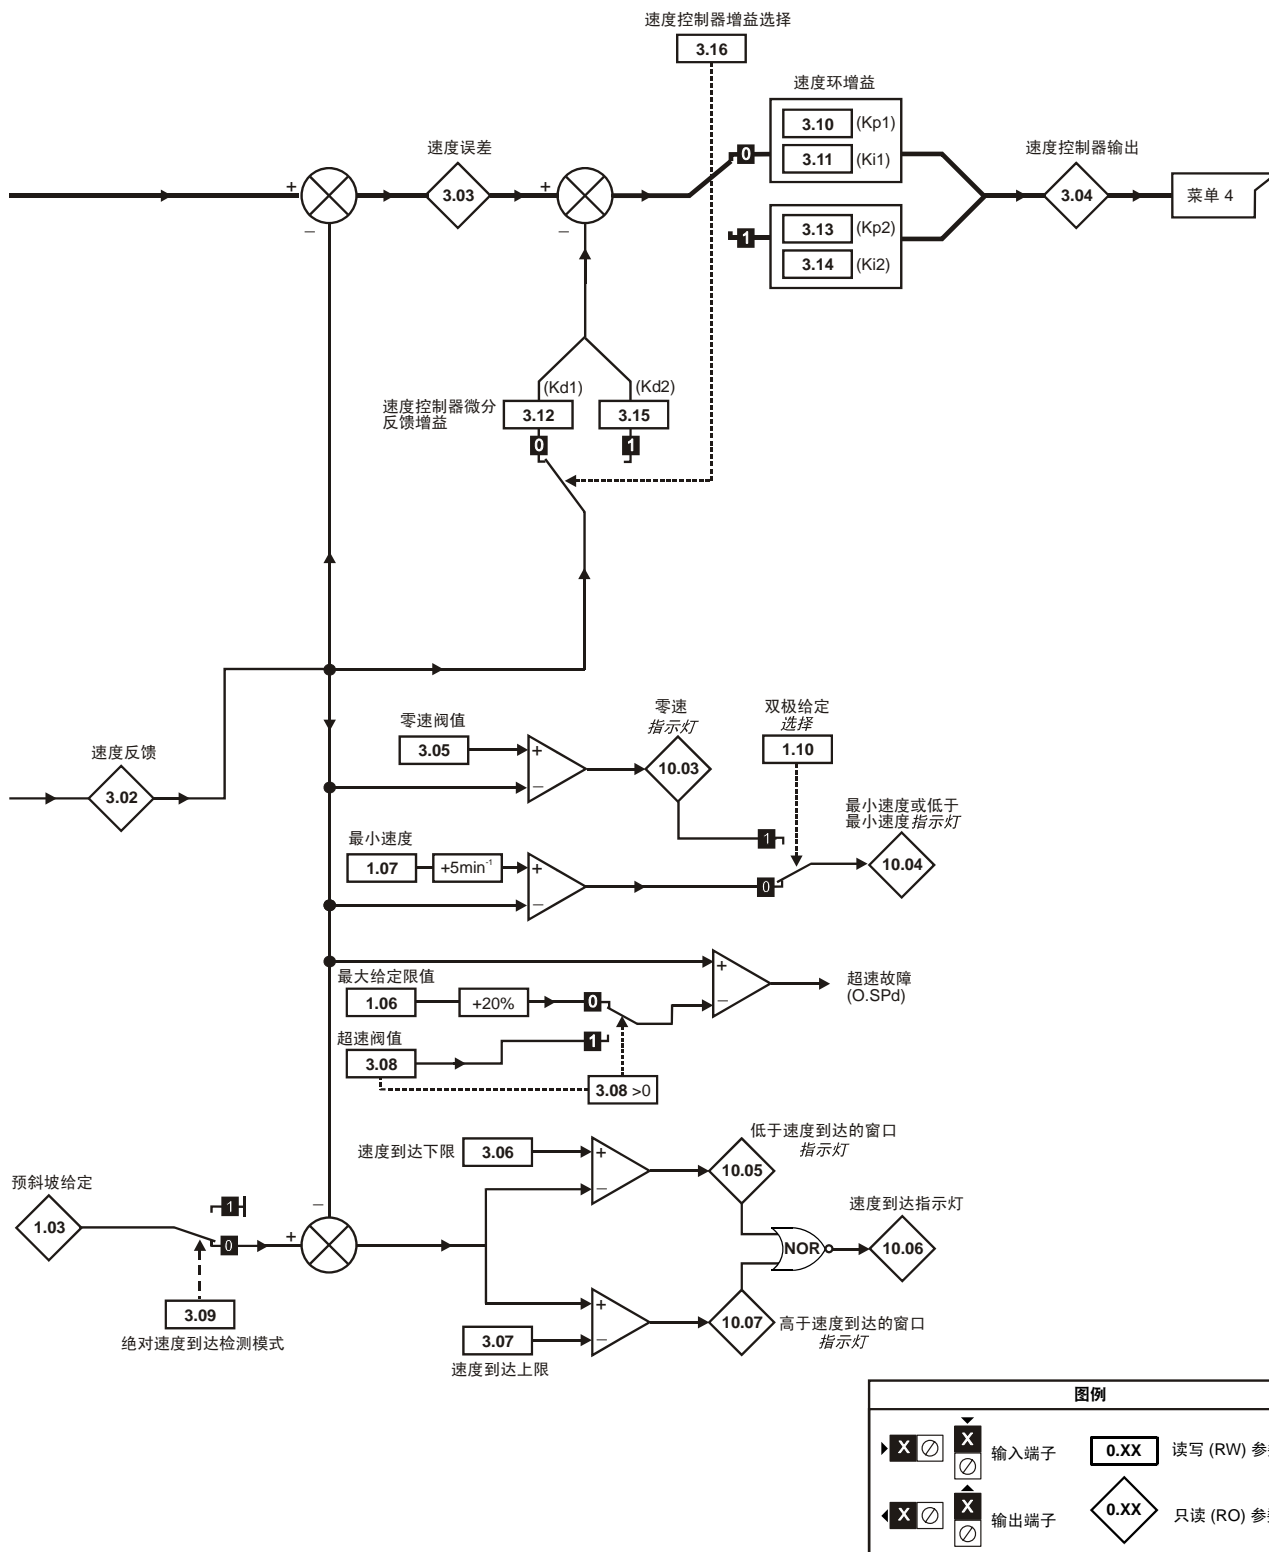 速度控制器增益选择
3.16
速度环增益
3.10 (Kp1)
3.11 (Ki1)
0
速度误差
+
3.03
+
−
−
速度控制器输出
3.04
菜单 4
1
3.13 (Kp2)
3.14 (Ki2)
(Kd1)
(Kd2)
速度控制器微分
反馈增益
3.12
3.15
0
1
零速阀值
3.05
+
−
零速
指示灯
10.03
双极给定
选择
1.10
速度反馈
3.02
1
最小速度或低于
最小速度指示灯
10.04
最小速度
1.07
+5min-1
+
−
0
最大给定限值
1.06
+20%
0
+
−
超速故障
(O.SPd)
超速阀值
3.08
1
3.08 >0
速度到达下限
3.06
+
−
低于速度到达的窗口
指示灯
10.05
预斜坡给定
1.03
1
0
−
+
速度到达指示灯
NOR
10.06
3.09
绝对速度到达检测模式
+
−
3.07
速度到达上限
10.07
高于速度到达的窗口
指示灯
图例
X
X
输入端子
0.XX
读写 (RW) 参
X
X
输出端子
0.XX
只读 (RO) 参